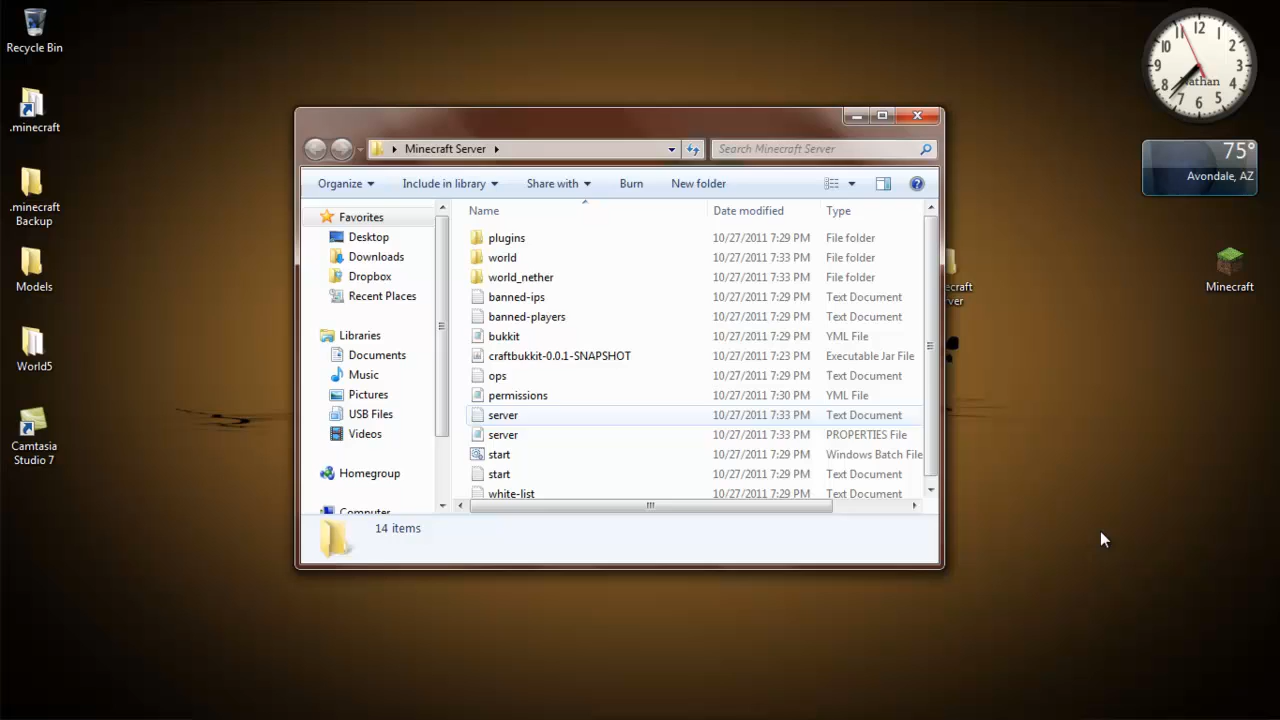 Recycle Bin
.minecraft
.minecraft
Backup
Models
World5
Camtasia
Studio 7
Minecraft Server
Search Minecraft Server
Organize
Include in library
Share with
Burn
New folder
Favorites
Desktop
Downloads
Dropbox
Recent Places
Libraries
Documents
Music
Pictures
USB Files
Videos
Homegroup
Computer
Name Date modified Type
plugins 10/27/2011 7:29 PM File folder
world 10/27/2011 7:33 PM File folder
world_nether 10/27/2011 7:33 PM File folder
banned-ips 10/27/2011 7:29 PM Text Document
banned-players 10/27/2011 7:29 PM Text Document
bukkit 10/27/2011 7:29 PM YML File
craftbukkit-0.0.1-SNAPSHOT 10/27/2011 7:23 PM Executable Jar File
ops 10/27/2011 7:29 PM Text Document
permissions 10/27/2011 7:30 PM YML File
server 10/27/2011 7:33 PM Text Document
server 10/27/2011 7:33 PM PROPERTIES File
start 10/27/2011 7:29 PM Windows Batch File
start 10/27/2011 7:29 PM Text Document
white-list 10/27/2011 7:29 PM Text Document
14 items
ecraft
rver
12
1
2
3
4
5
6
7
8
9
10
11
Nathan
75°
Avondale, AZ
Minecraft